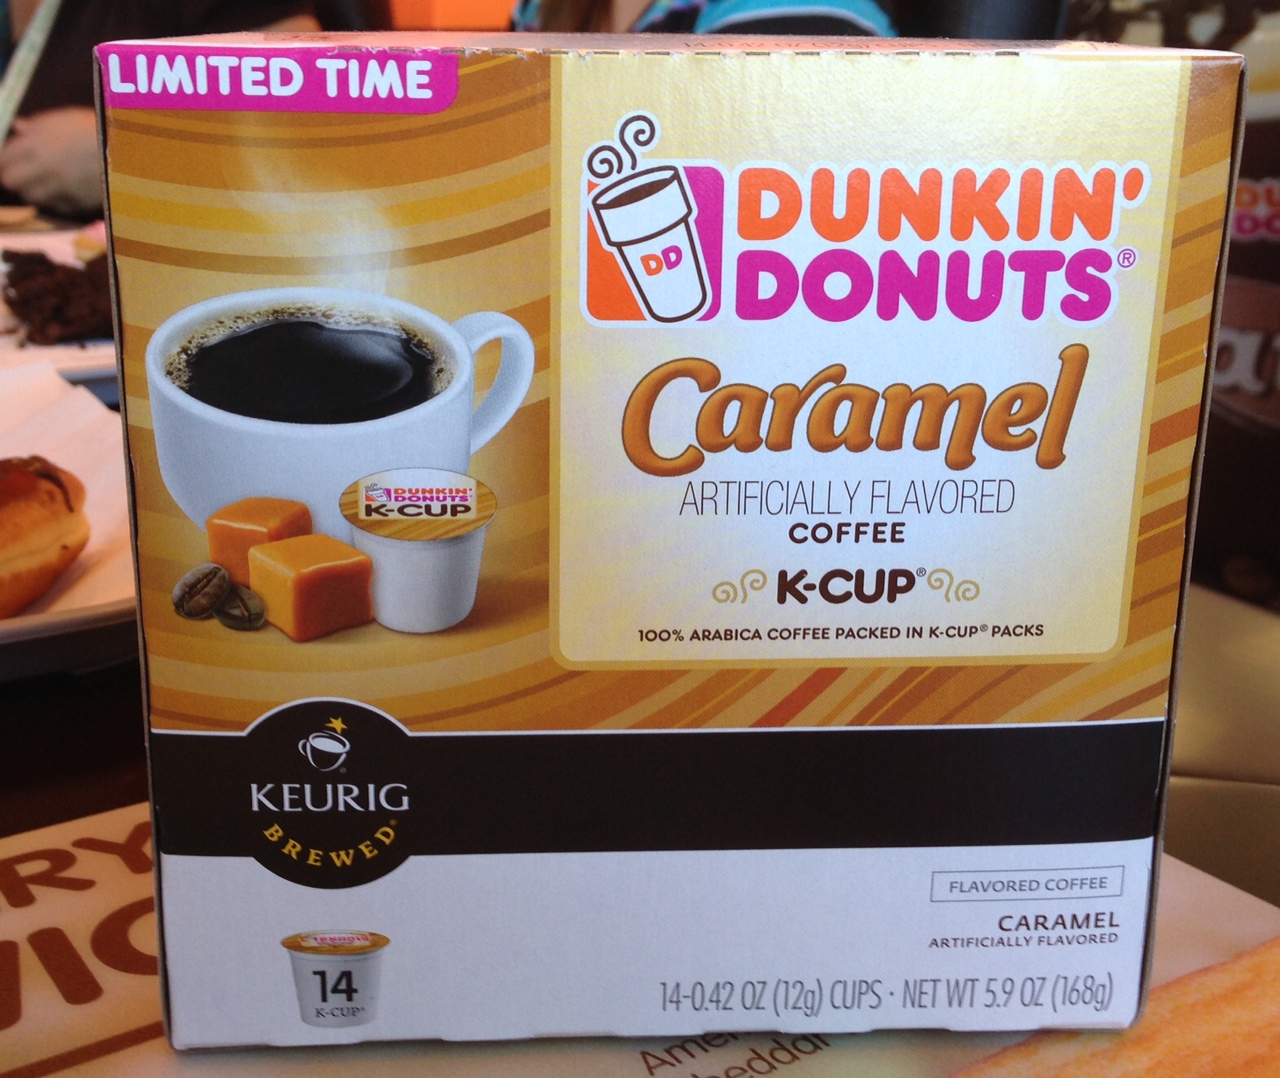 LIMITED TIME
DUNKIN'
DONUTS®
DD
Caramel
ARTIFICIALLY FLAVORED
COFFEE
K-CUP®
100% ARABICA COFFEE PACKED IN K-CUP® PACKS
DUNKIN'
DONUTS
K-CUP
KEURIG
BREWED®
FLAVORED COFFEE
CARAMEL
ARTIFICIALLY FLAVORED
14
K-CUP®
14-0.42 OZ (12g) CUPS · NET WT 5.9 OZ (168g)